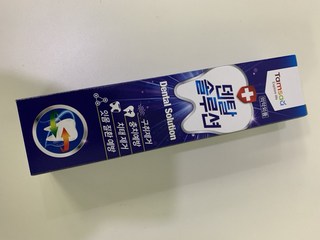 Tomsaid
의약외품
덴탈
솔루션
Dental Solution
구취제거
충치예방
치태 제거
잇몸 질환 예방